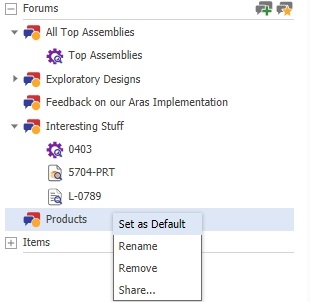 Forums
All Top Assemblies
Top Assemblies
Exploratory Designs
Feedback on our Aras Implementation
Interesting Stuff
0403
5704-PRT
L-0789
Products
Set as Default
Rename
Items
Remove
Share...